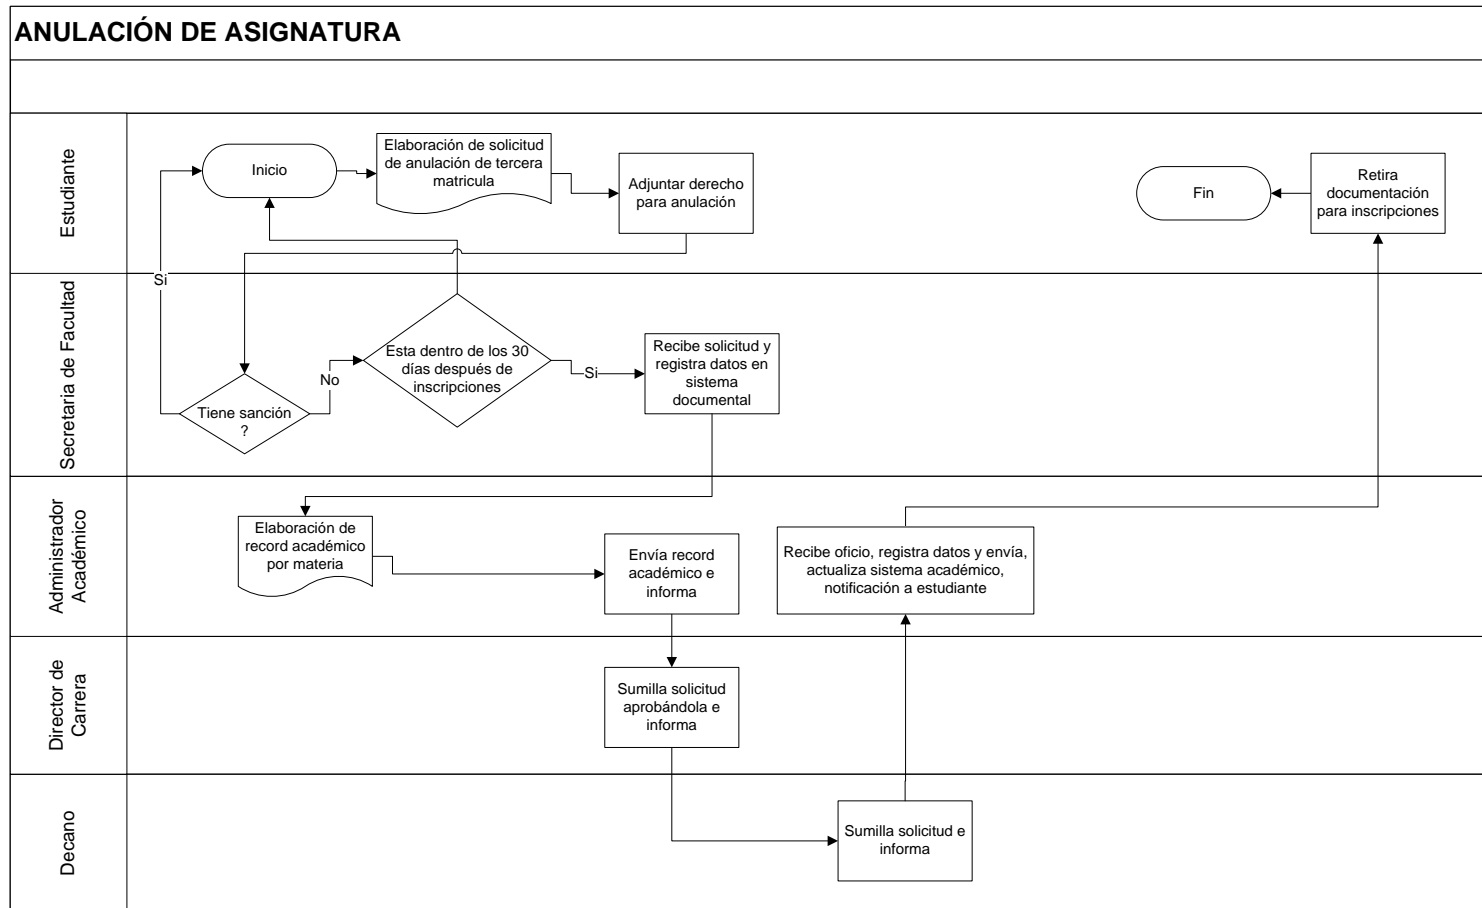 ANULACIÓN DE ASIGNATURA
Estudiante
Inicio
Elaboración de solicitud
de anulación de tercera
matricula
Adjuntar derecho
para anulación
Fin
Retira
documentación
para inscripciones
Secretaria de Facultad
Si
Tiene sanción
?
No
Esta dentro de los 30
días después de
inscripciones
Si
Recibe solicitud y
registra datos en
sistema
documental
Administrador
Académico
Elaboración de
record académico
por materia
Envía record
académico e
informa
Recibe oficio, registra datos y envía,
actualiza sistema académico,
notificación a estudiante
Director de
Carrera
Sumilla solicitud
aprobándola e
informa
Decano
Sumilla solicitud e
informa